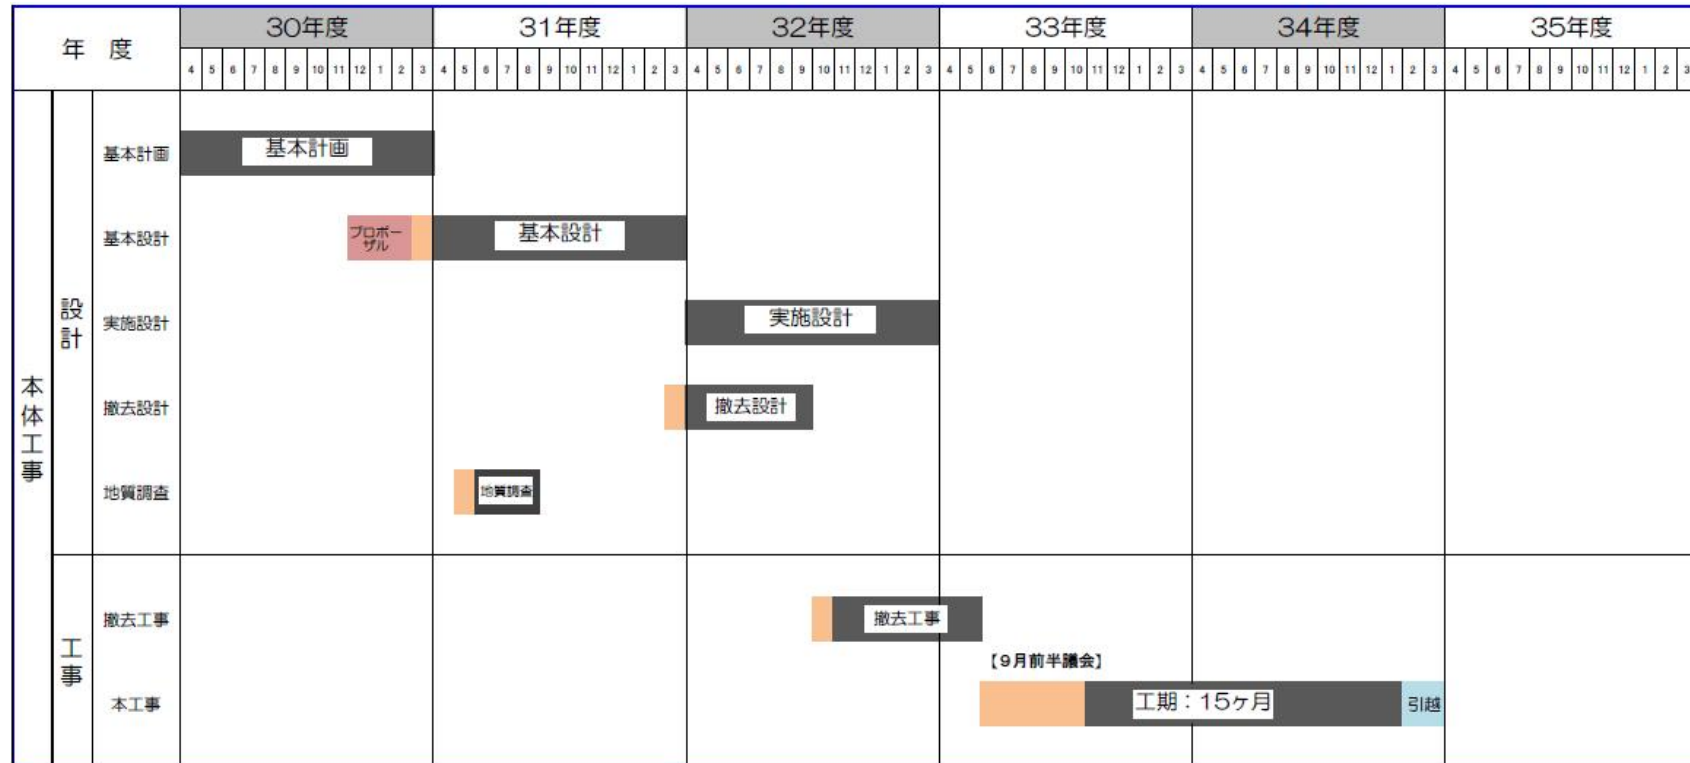 年 度
30年度 31年度 32年度 33年度 34年度 35年度
4 5 6 7 8 9 10 11 12 1 2 3 4 5 6 7 8 9 10 11 12 1 2 3 4 5 6 7 8 9 10 11 12 1 2 3 4 5 6 7 8 9 10 11 12 1 2 3 4 5 6 7 8 9 10 11 12 1 2 3 4 5 6 7 8 9 10 11 12 1 2 3
本体工事
設計
基本計画 基本計画
基本設計 プロポー
ザル 基本設計
実施設計 実施設計
撤去設計 撤去設計
地質調査 地質調査
工事
撤去工事 撤去工事
【9月前半議会】
本工事 工期：15ヶ月 引越